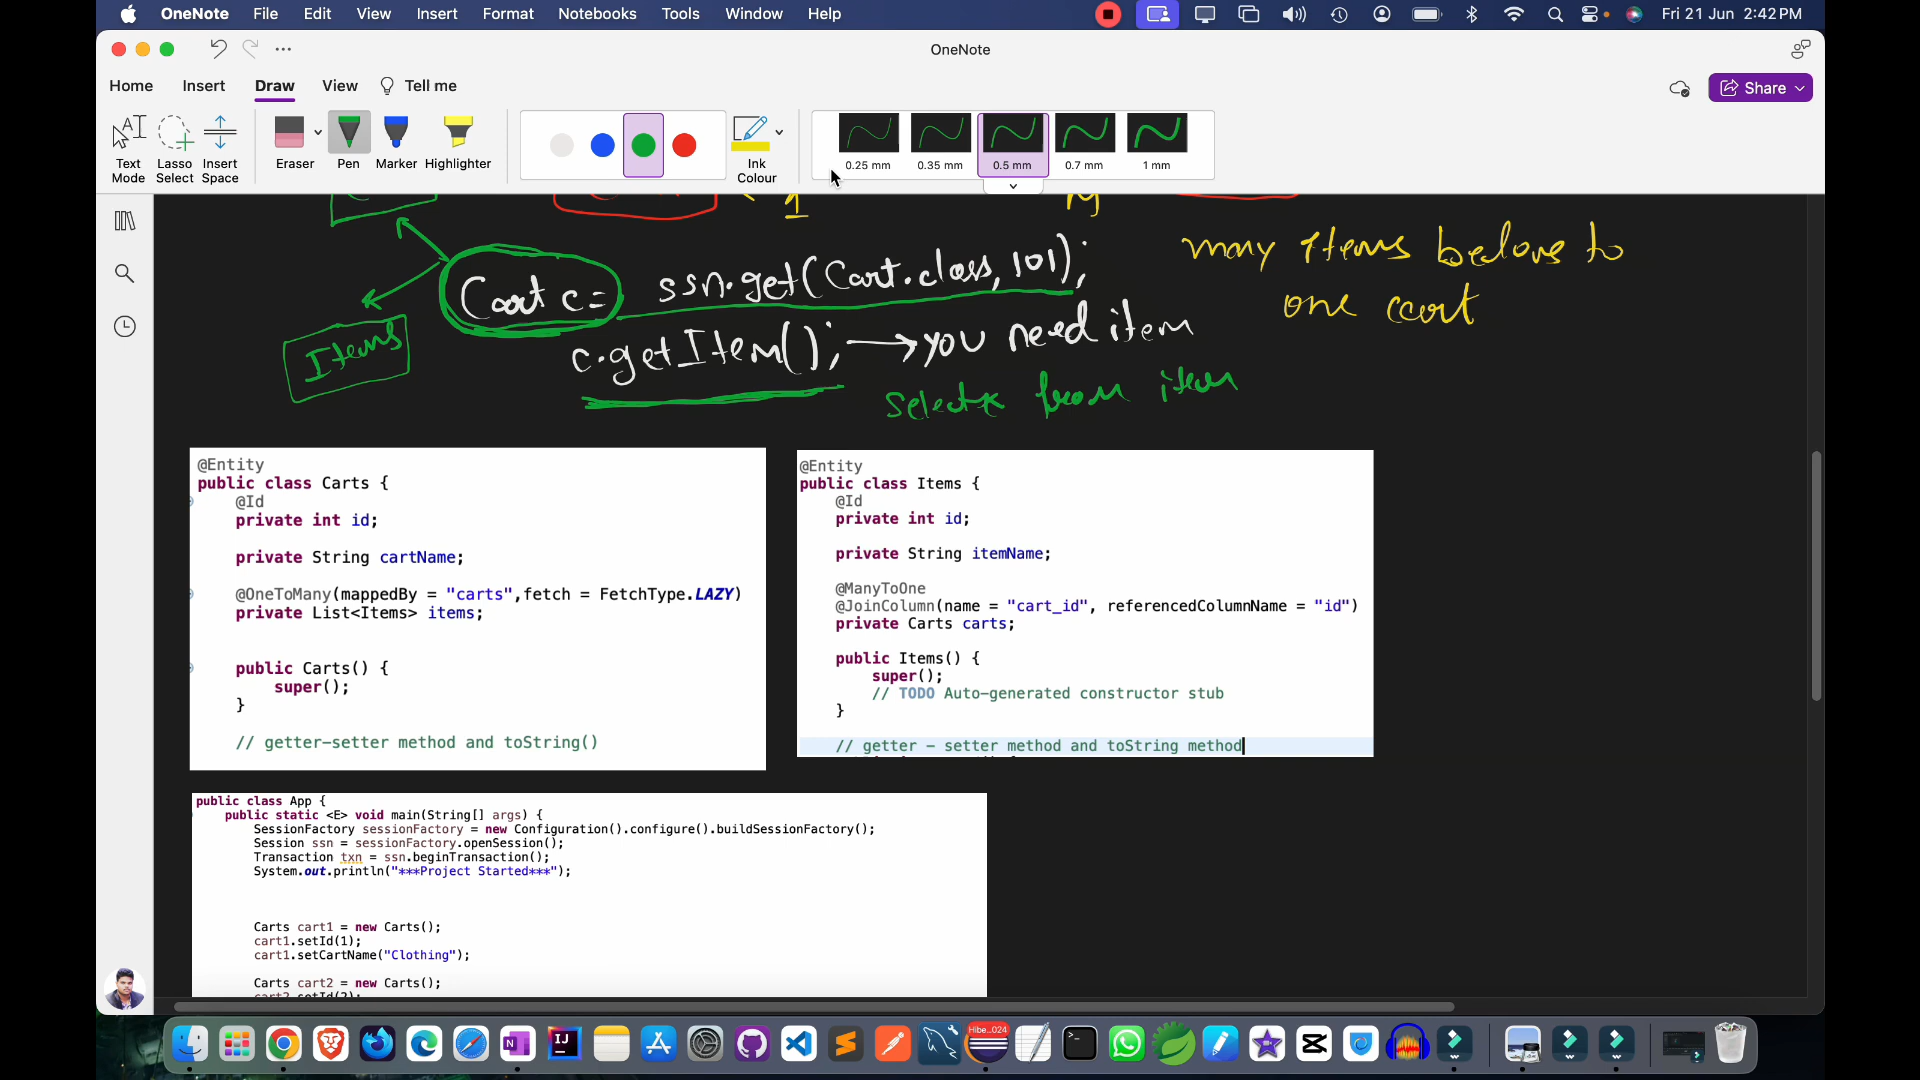 OneNote File Edit View Insert Format Notebooks Tools Window Help
Fri 21 Jun 2:42 PM
OneNote
Home Insert Draw View Tell me
Share
Text Mode
Lasso Select
Insert Space
Eraser
Pen
Marker
Highlighter
Ink Colour
0.25 mm
0.35 mm
0.5 mm
0.7 mm
1 mm
1
Cart c = ssn.get(Cart.class, 101);
many Items belong to
one cart
c.getItem(); → you need item
Items
Select * from item
@Entity
public class Carts {
@Id
private int id;
private String cartName;
@OneToMany(mappedBy = "carts",fetch = FetchType.LAZY)
private List<Items> items;
public Carts() {
super();
}
// getter-setter method and toString()
@Entity
public class Items {
@Id
private int id;
private String itemName;
@ManyToOne
@JoinColumn(name = "cart_id", referencedColumnName = "id")
private Carts carts;
public Items() {
super();
// TODO Auto-generated constructor stub
}
// getter - setter method and toString method
public class App {
public static <E> void main(String[] args) {
SessionFactory sessionFactory = new Configuration().configure().buildSessionFactory();
Session ssn = sessionFactory.openSession();
Transaction txn = ssn.beginTransaction();
System.out.println("***Project Started***");
Carts cart1 = new Carts();
cart1.setId(1);
cart1.setCartName("Clothing");
Carts cart2 = new Carts();
cart2.setId(2);
Hibe_024